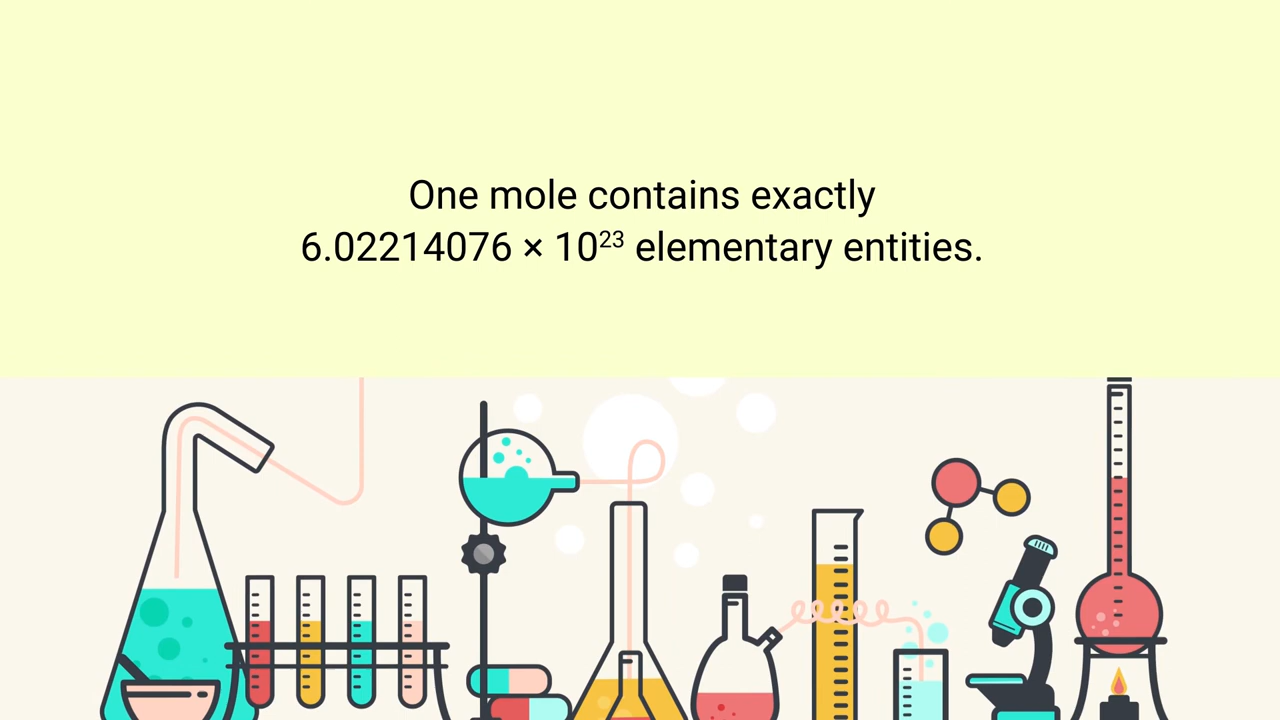 One mole contains exactly
6.02214076 × 10²³ elementary entities.